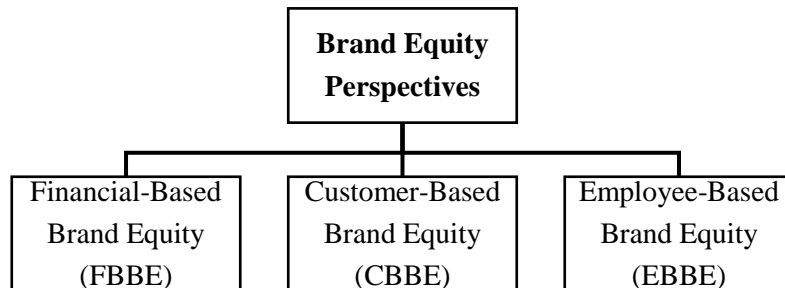 Brand Equity
Perspectives
Financial-Based
Brand Equity
(FBBE)
Customer-Based
Brand Equity
(CBBE)
Employee-Based
Brand Equity
(EBBE)